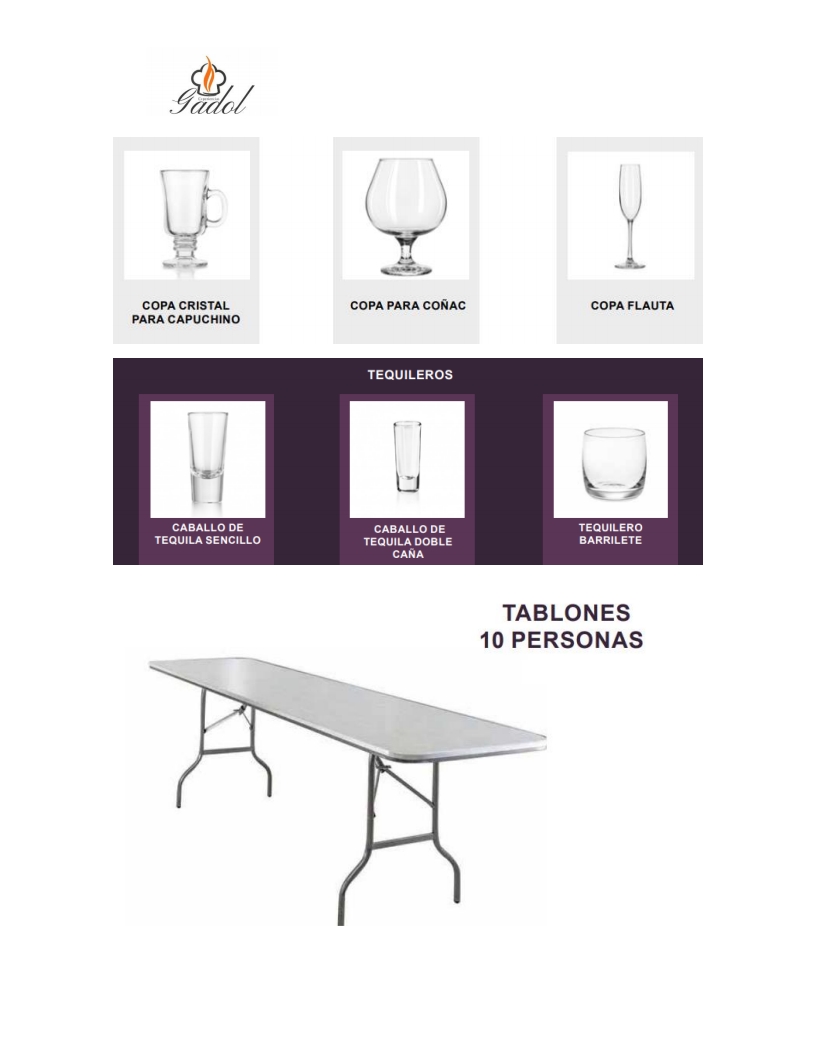 Gadol
COPA CRISTAL
PARA CAPUCHINO
COPA PARA COÑAC
COPA FLAUTA
TEQUILEROS
CABALLO DE
TEQUILA SENCILLO
CABALLO DE
TEQUILA DOBLE
CAÑA
TEQUILERO
BARRILETE
TABLONES
10 PERSONAS